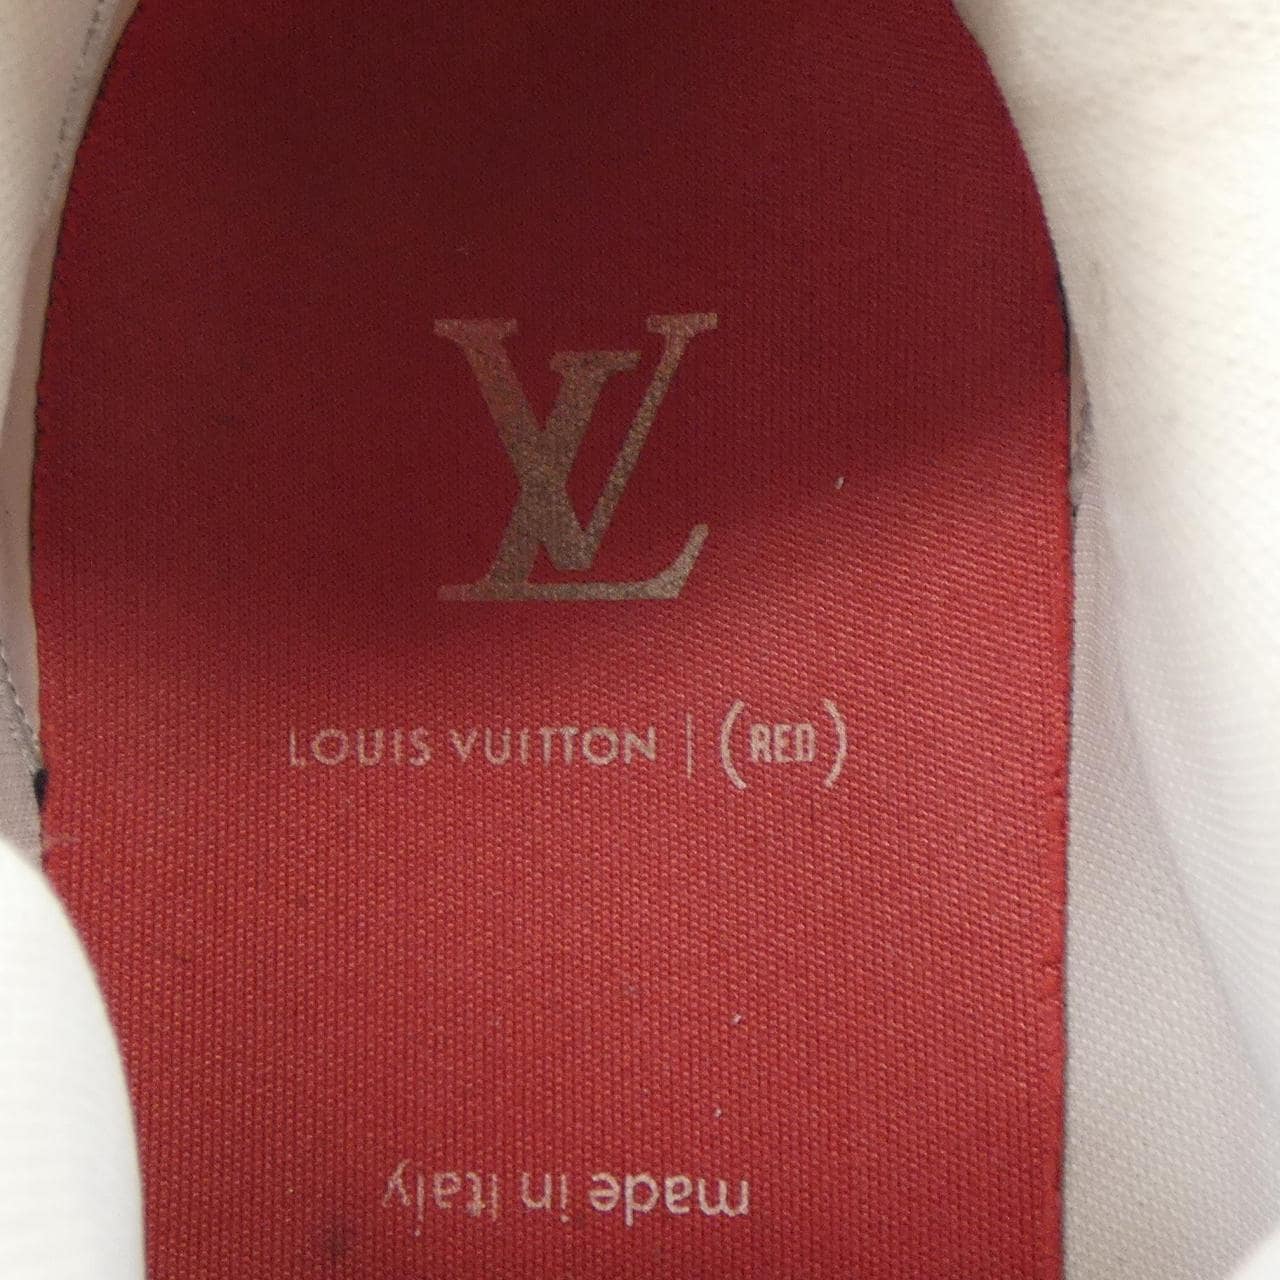 LV
LOUIS VUITTON | (RED)
made in Italy